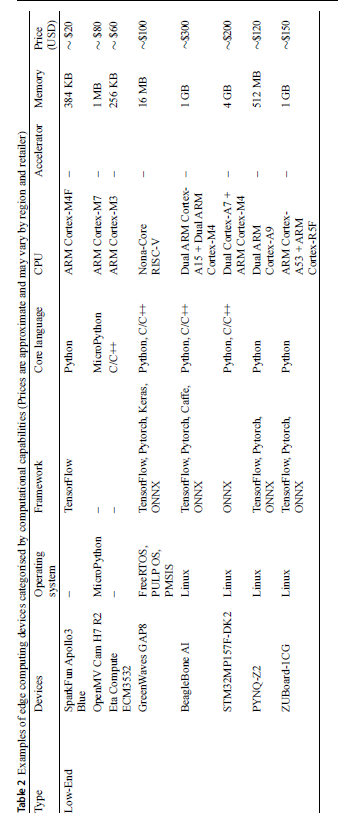 Table 2 Examples of edge computing devices categorised by computational capabilities (Prices are approximate and may vary by region and retailer)
Type Devices Operating system Framework Core language CPU Accelerator Memory Price (USD)
Low-End SparkFun Apollo3 Blue – TensorFlow Python ARM Cortex-M4F – 384 KB ~ $20
OpenMV Cam H7 R2 MicroPython – MicroPython ARM Cortex-M7 – 1 MB ~ $80
Eta Compute ECM3532 – – C/C++ ARM Cortex-M3 – 256 KB ~ $60
GreenWaves GAP8 FreeRTOS, PULP OS, PMSIS TensorFlow, Pytorch, Keras, ONNX Python, C/C++ Nona-Core RISC-V – 16 MB ~$100
BeagleBone AI Linux TensorFlow, Pytorch, Caffe, ONNX Python, C/C++ Dual ARM Cortex-A15 + Dual ARM Cortex-M4 – 1 GB ~$300
STM32MP157F-DK2 Linux ONNX Python, C/C++ Dual Cortex-A7 + ARM Cortex-M4 – 4 GB ~$200
PYNQ-Z2 Linux TensorFlow, Pytorch, ONNX Python Dual ARM Cortex-A9 – 512 MB ~$120
ZUBoard-1CG Linux TensorFlow, Pytorch, ONNX Python ARM Cortex-A53 + ARM Cortex-R5F – 1 GB ~$150